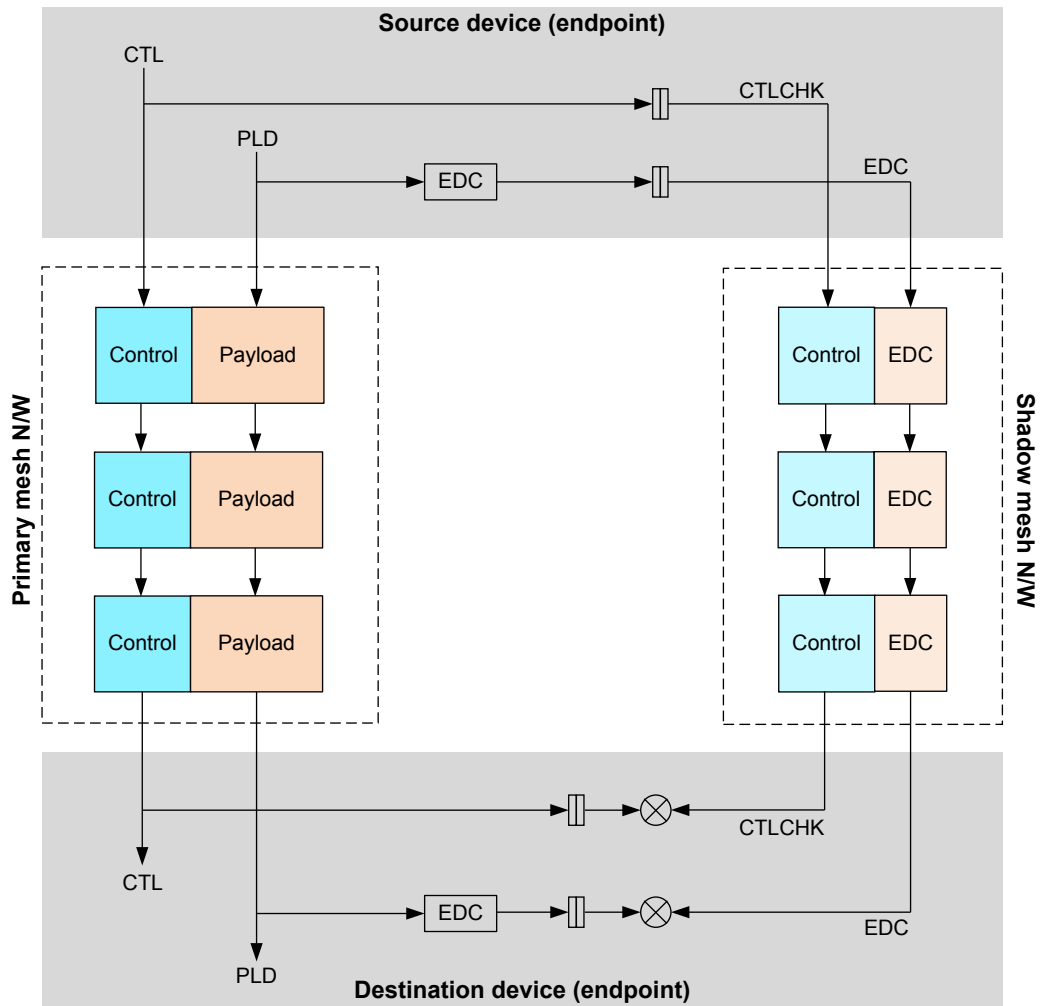 Source device (endpoint)
CTL
CTLCHK
PLD
EDC
EDC
Primary mesh N/W
Control Payload
Control Payload
Control Payload
Control EDC
Control EDC
Control EDC
Shadow mesh N/W
CTLCHK
CTL
EDC
EDC
PLD
Destination device (endpoint)